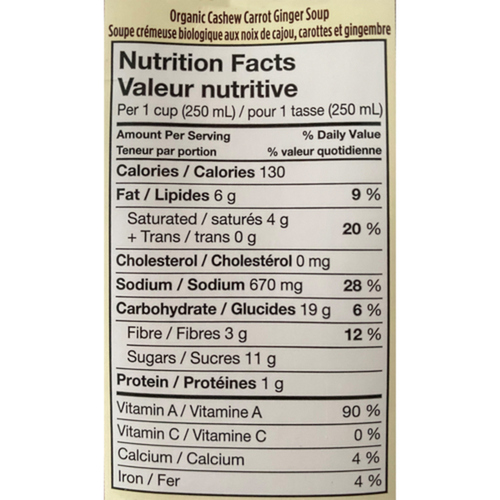 Organic Cashew Carrot Ginger Soup
Soupe crémeuse biologique aux noix de cajou, carottes et gingembre
Nutrition Facts
Valeur nutritive
Per 1 cup (250 mL) / pour 1 tasse (250 mL)
Amount Per Serving % Daily Value
Teneur par portion % valeur quotidienne
Calories / Calories 130
Fat / Lipides 6 g 9 %
Saturated / saturés 4 g
+ Trans / trans 0 g 20 %
Cholesterol / Cholestérol 0 mg
Sodium / Sodium 670 mg 28 %
Carbohydrate / Glucides 19 g 6 %
Fibre / Fibres 3 g 12 %
Sugars / Sucres 11 g
Protein / Protéines 1 g
Vitamin A / Vitamine A 90 %
Vitamin C / Vitamine C 0 %
Calcium / Calcium 4 %
Iron / Fer 4 %